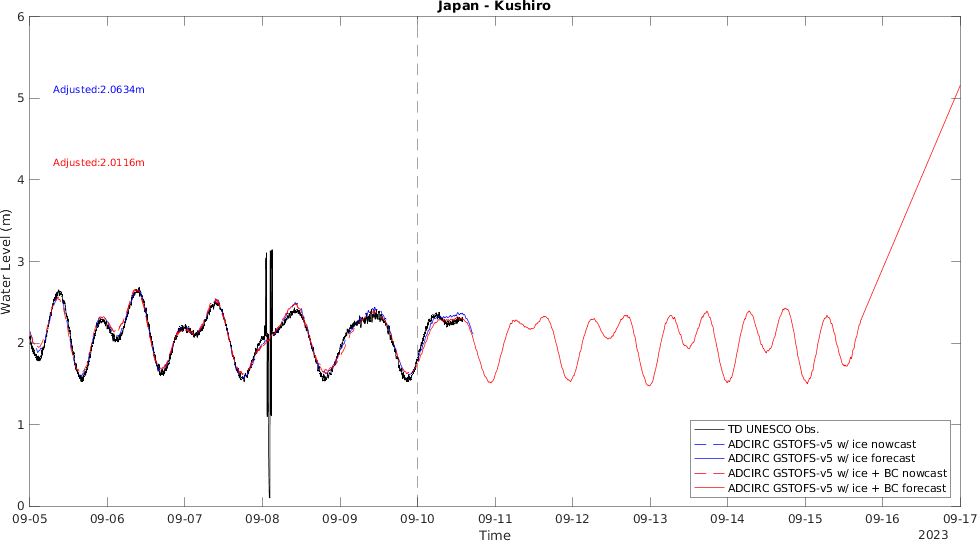 Japan - Kushiro
6
5
4
3
2
1
0
Water Level (m)
Adjusted:2.0634m
Adjusted:2.0116m
TD UNESCO Obs.
ADCIRC GSTOFS-v5 w/ ice nowcast
ADCIRC GSTOFS-v5 w/ ice forecast
ADCIRC GSTOFS-v5 w/ ice + BC nowcast
ADCIRC GSTOFS-v5 w/ ice + BC forecast
09-05 09-06 09-07 09-08 09-09 09-10 09-11 09-12 09-13 09-14 09-15 09-16 09-17
Time
2023